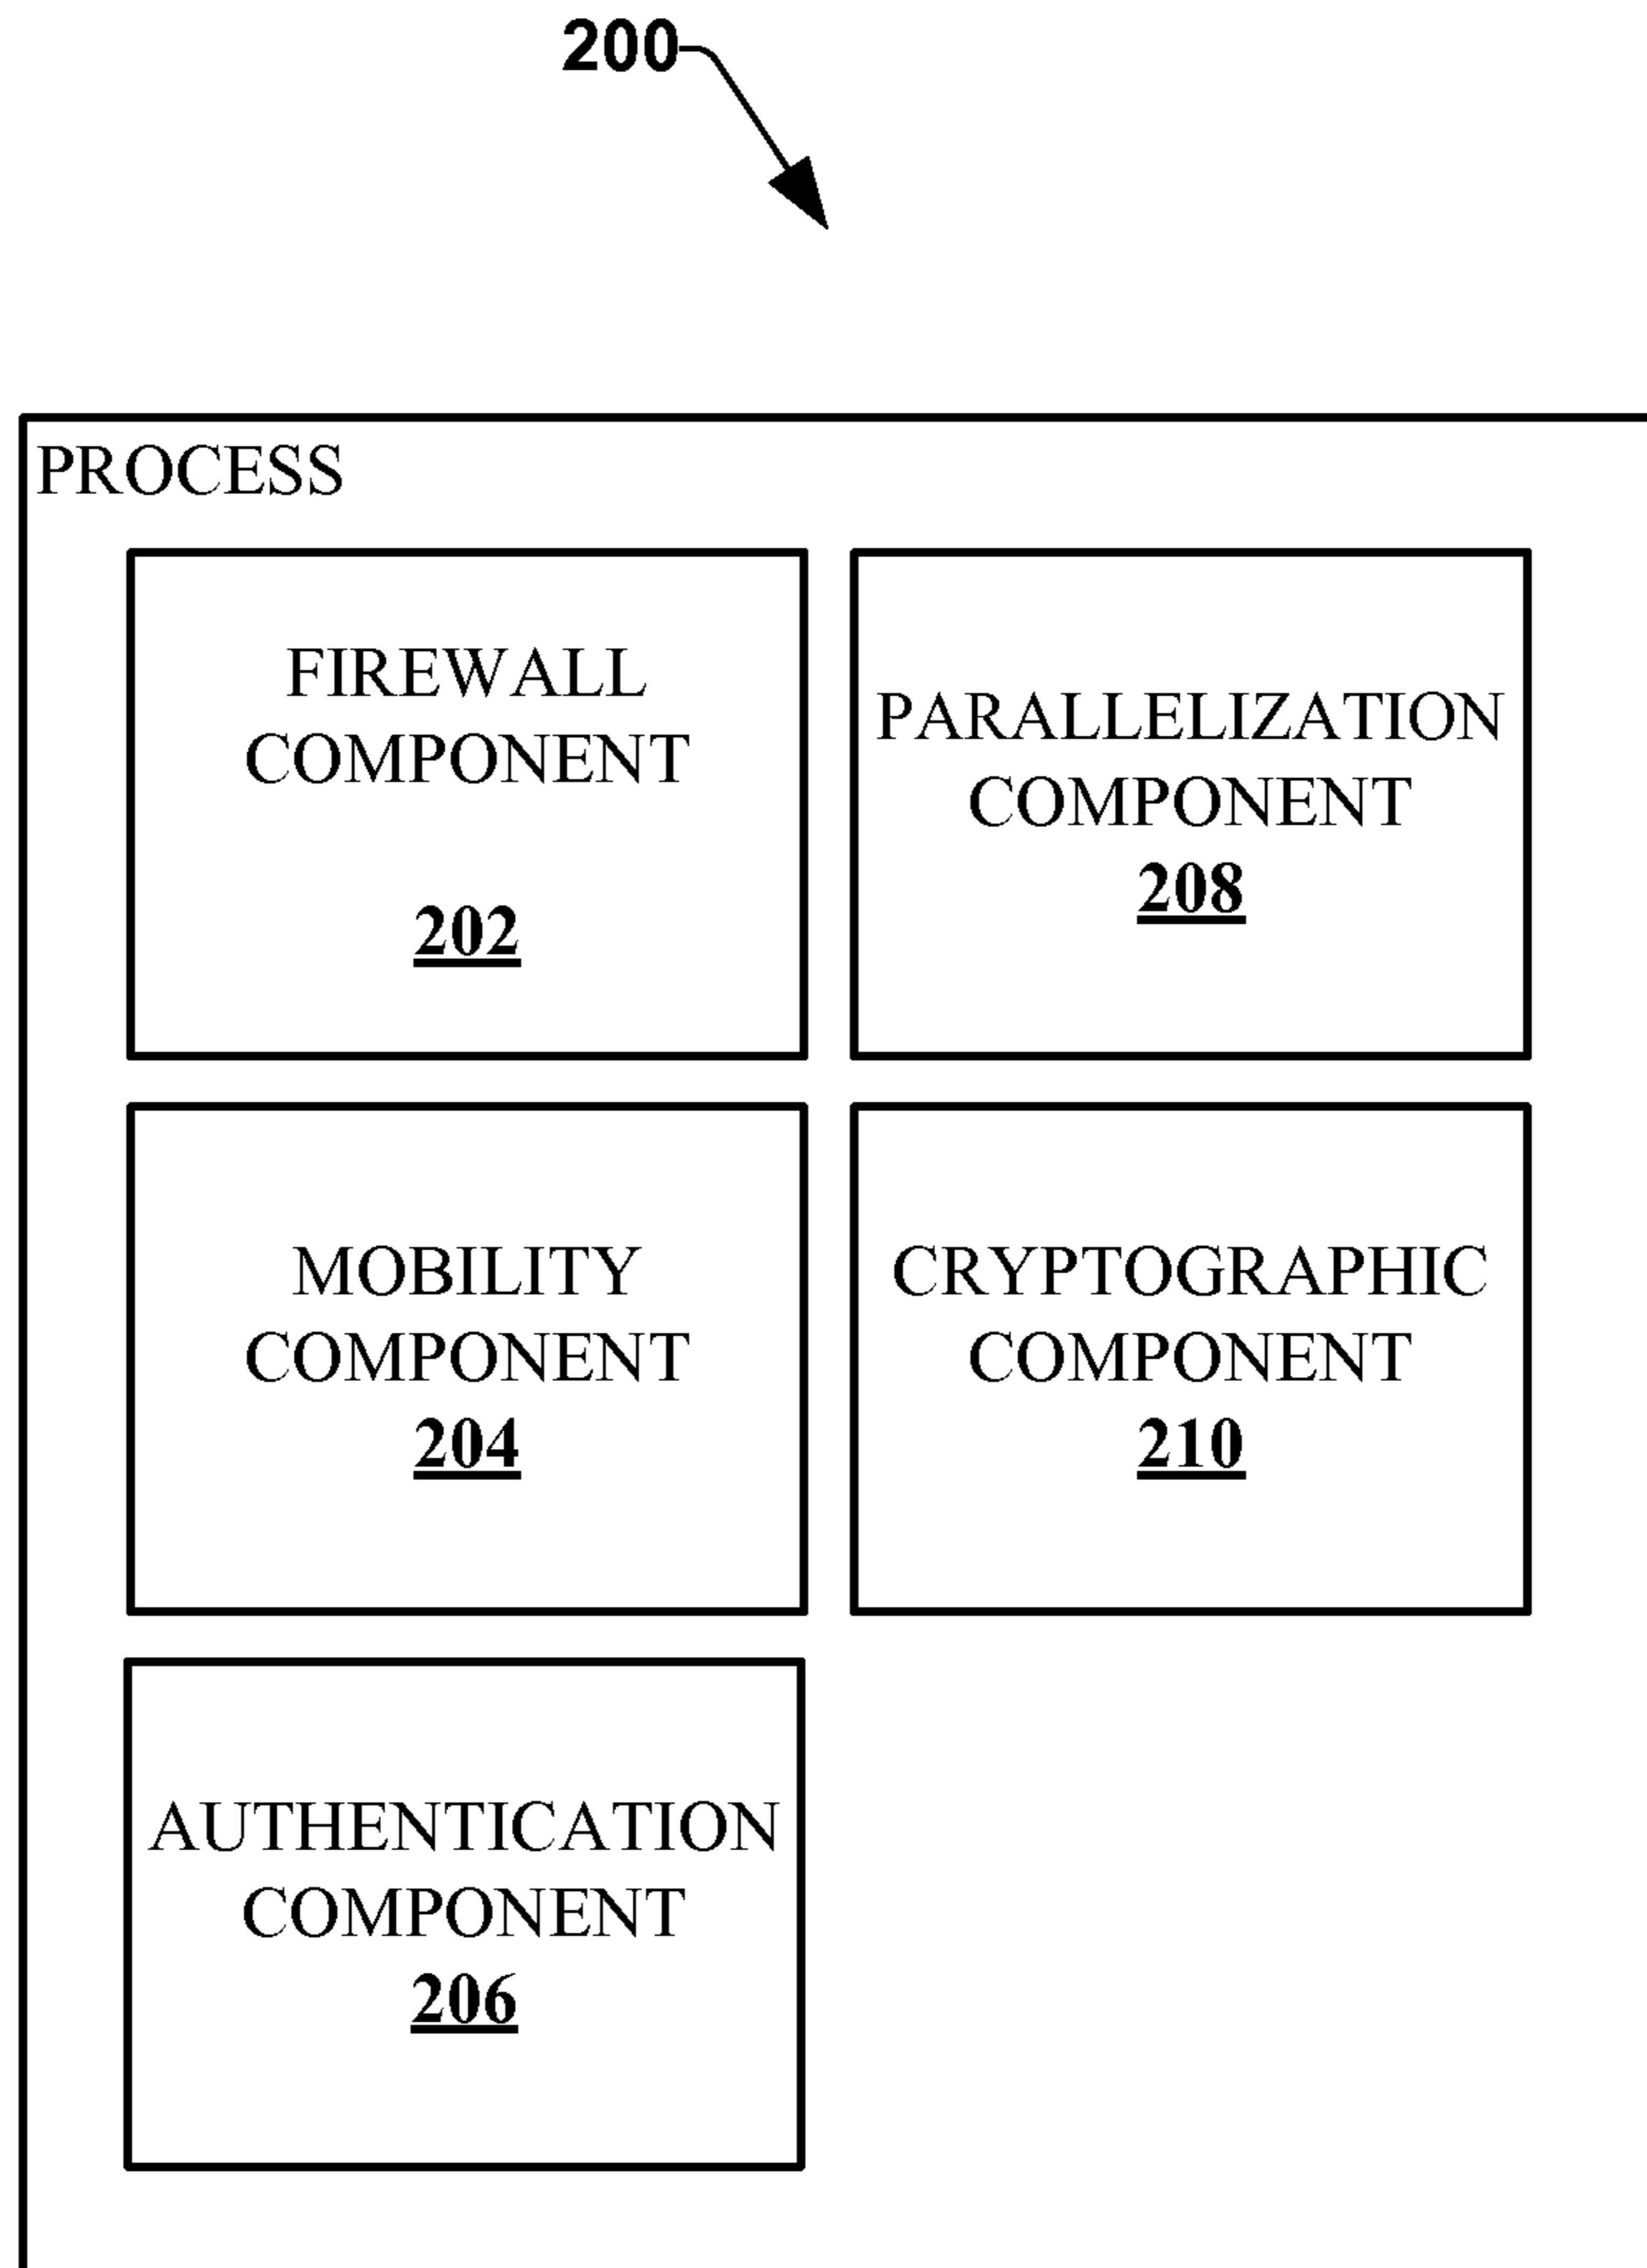 200
PROCESS
FIREWALL
COMPONENT
202
PARALLELIZATION
COMPONENT
208
MOBILITY
COMPONENT
204
CRYPTOGRAPHIC
COMPONENT
210
AUTHENTICATION
COMPONENT
206